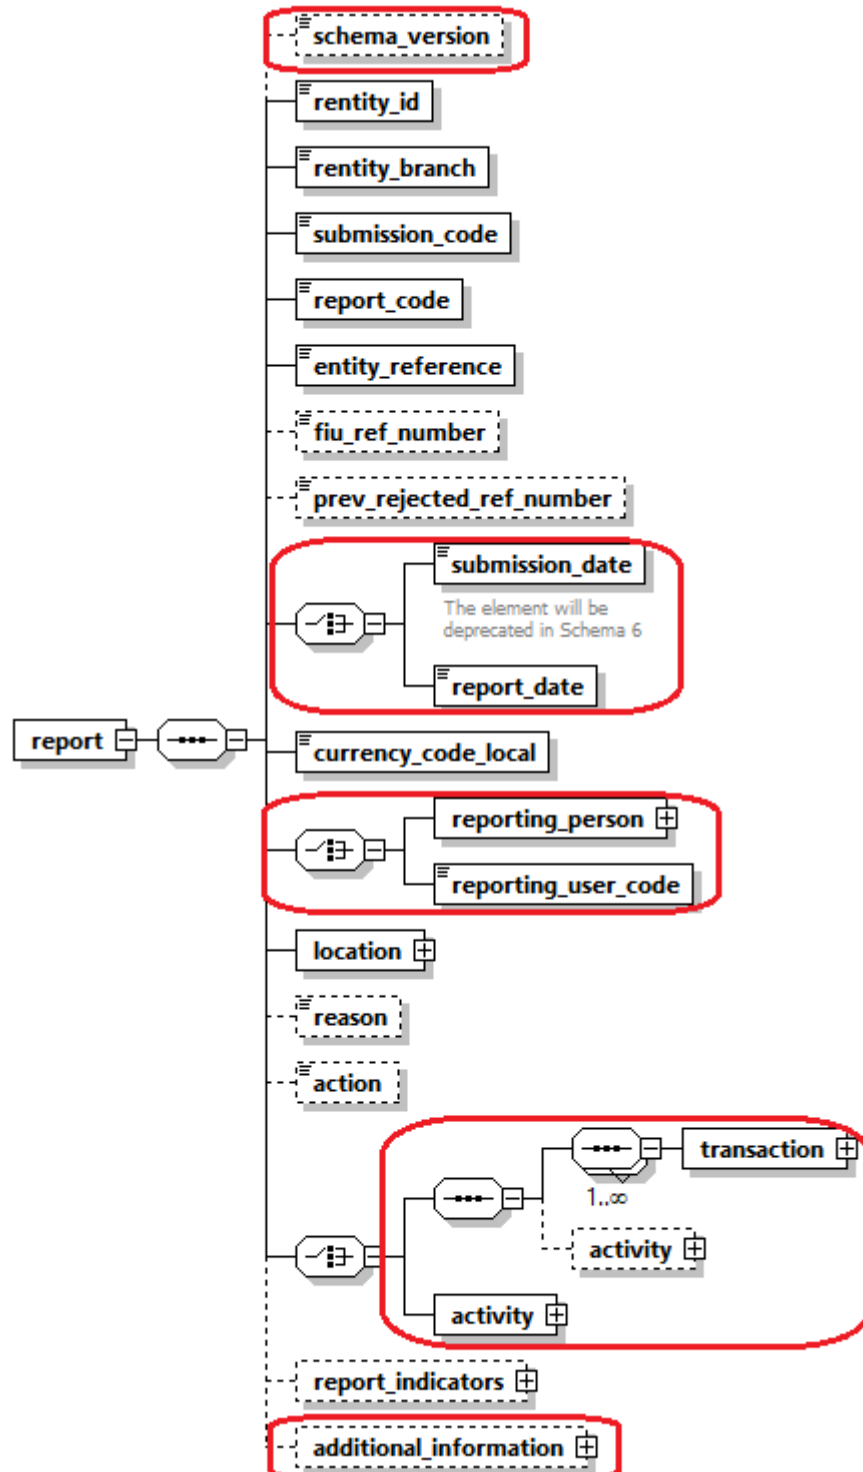 schema_version
rentity_id
rentity_branch
submission_code
report_code
entity_reference
fiu_ref_number
prev_rejected_ref_number
submission_date
The element will be
deprecated in Schema 6
report_date
report
currency_code_local
reporting_person
reporting_user_code
location
reason
action
transaction
1..∞
activity
activity
report_indicators
additional_information